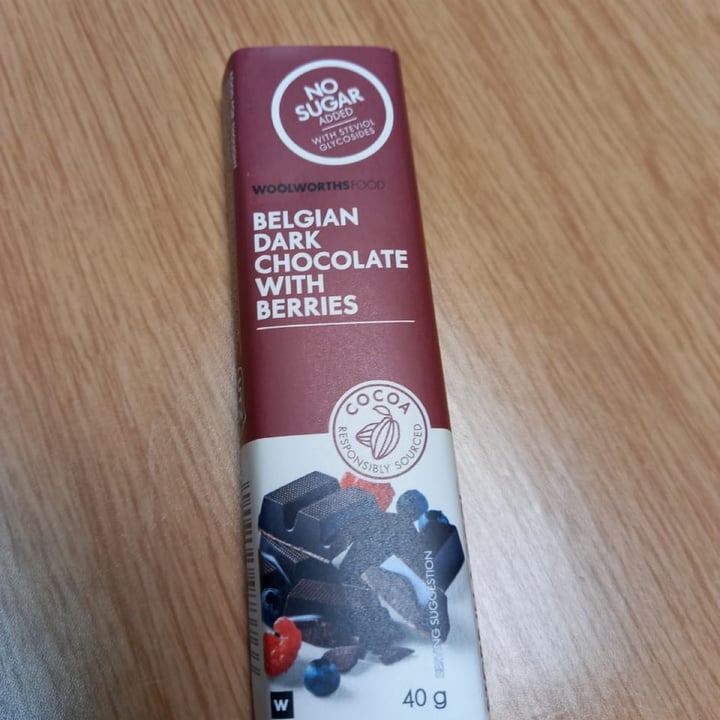 NO
SUGAR
ADDED
WITH STEVIOL
GLYCOSIDES
WOOLWORTHSFOOD
BELGIAN
DARK
CHOCOLATE
WITH
BERRIES
COCOA
RESPONSIBLY SOURCED
SERVING SUGGESTION
W
40 g